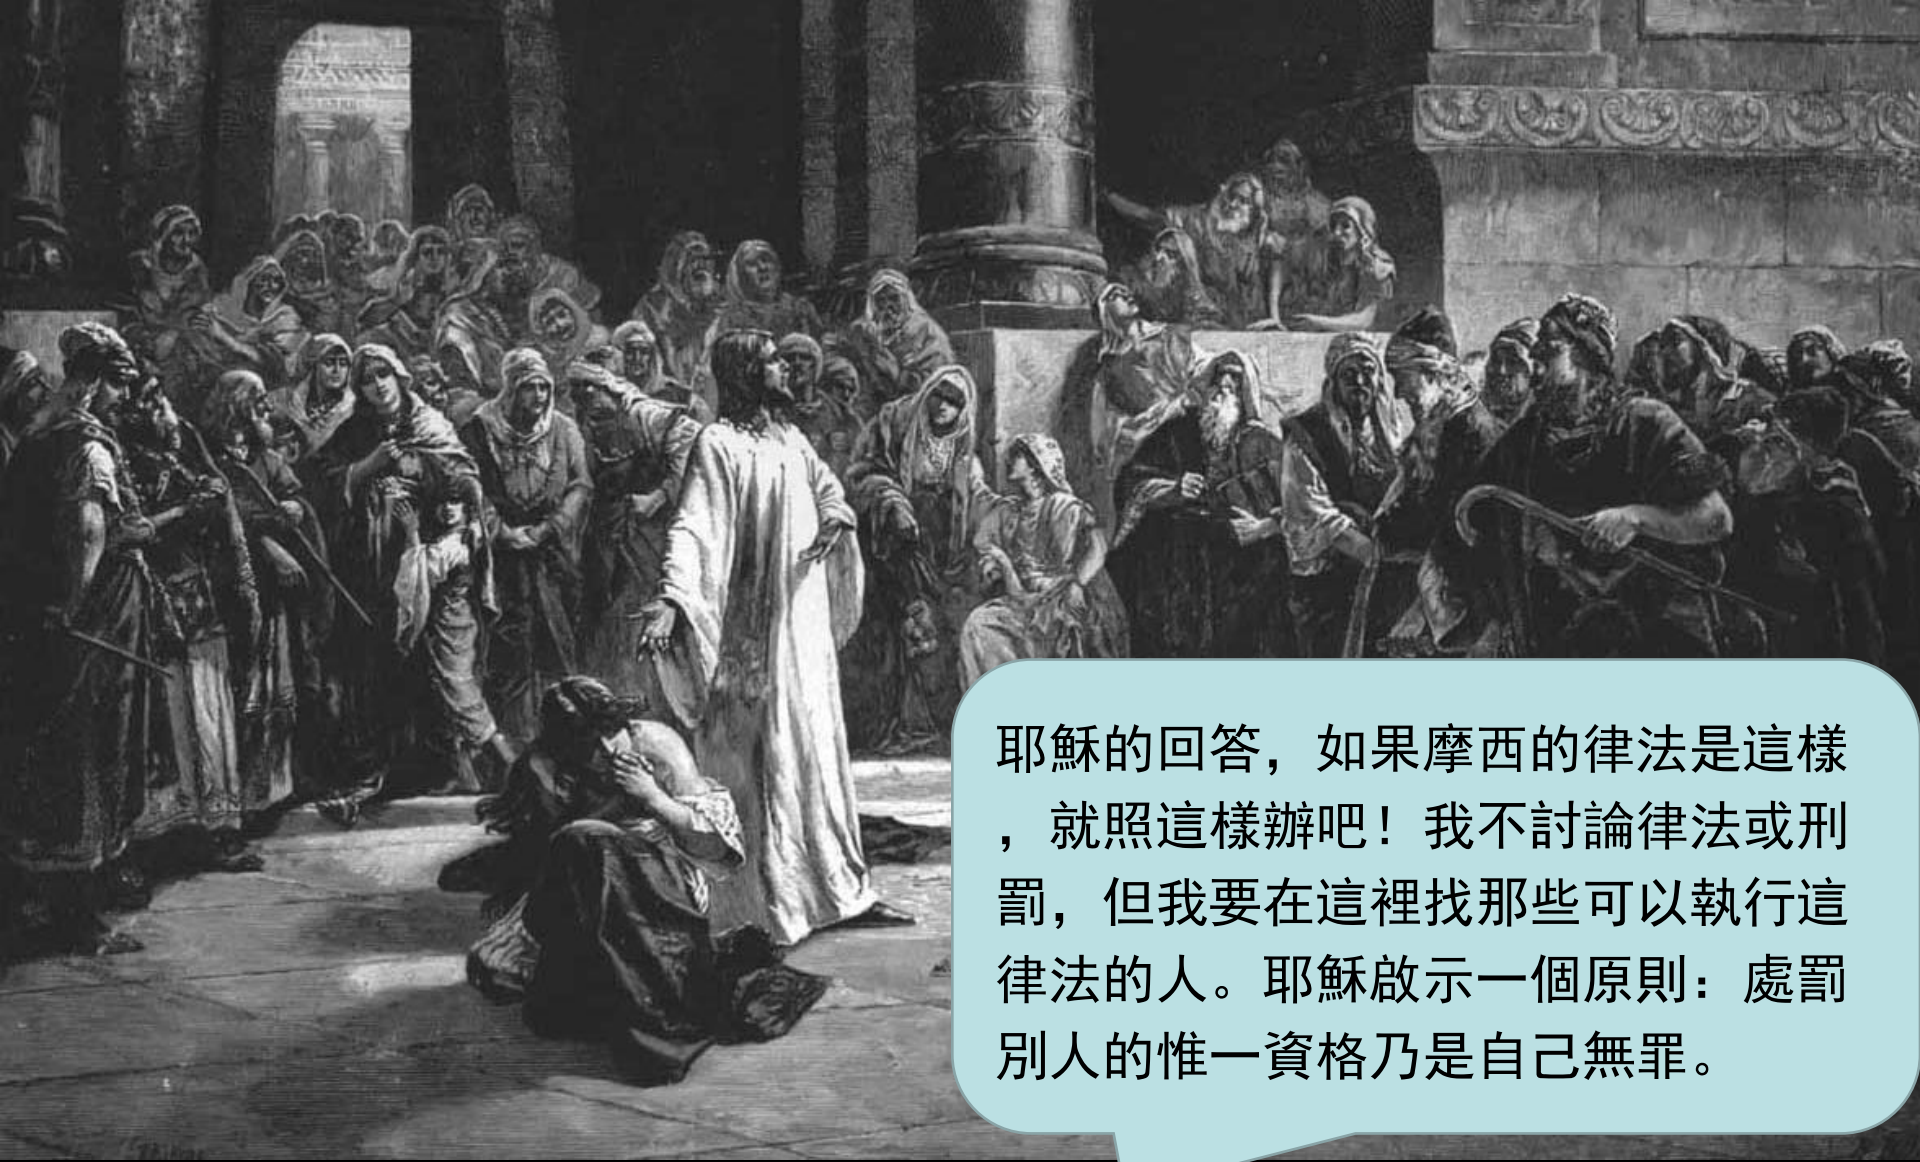 耶穌的回答，如果摩西的律法是這樣
，就照這樣辦吧！我不討論律法或刑
罰，但我要在這裡找那些可以執行這
律法的人。耶穌啟示一個原則：處罰
別人的惟一資格乃是自己無罪。